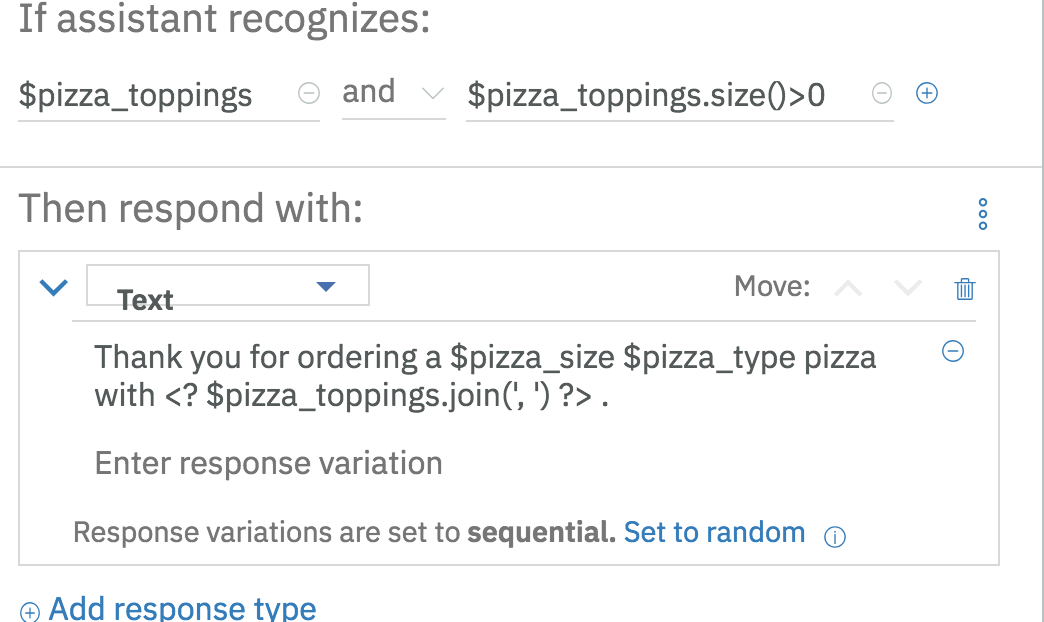 If assistant recognizes:
$pizza_toppings and $pizza_toppings.size()>0
Then respond with:
Text Move:
Thank you for ordering a $pizza_size $pizza_type pizza
with <? $pizza_toppings.join(', ') ?> .
Enter response variation
Response variations are set to sequential. Set to random
Add response type